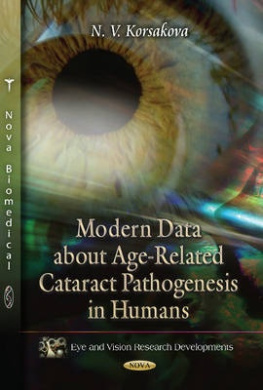 N. V. Korsakova
Nova Biomedical
Modern Data
about Age-Related
Cataract Pathogenesis
in Humans
Eye and Vision Research Developments
NOVA